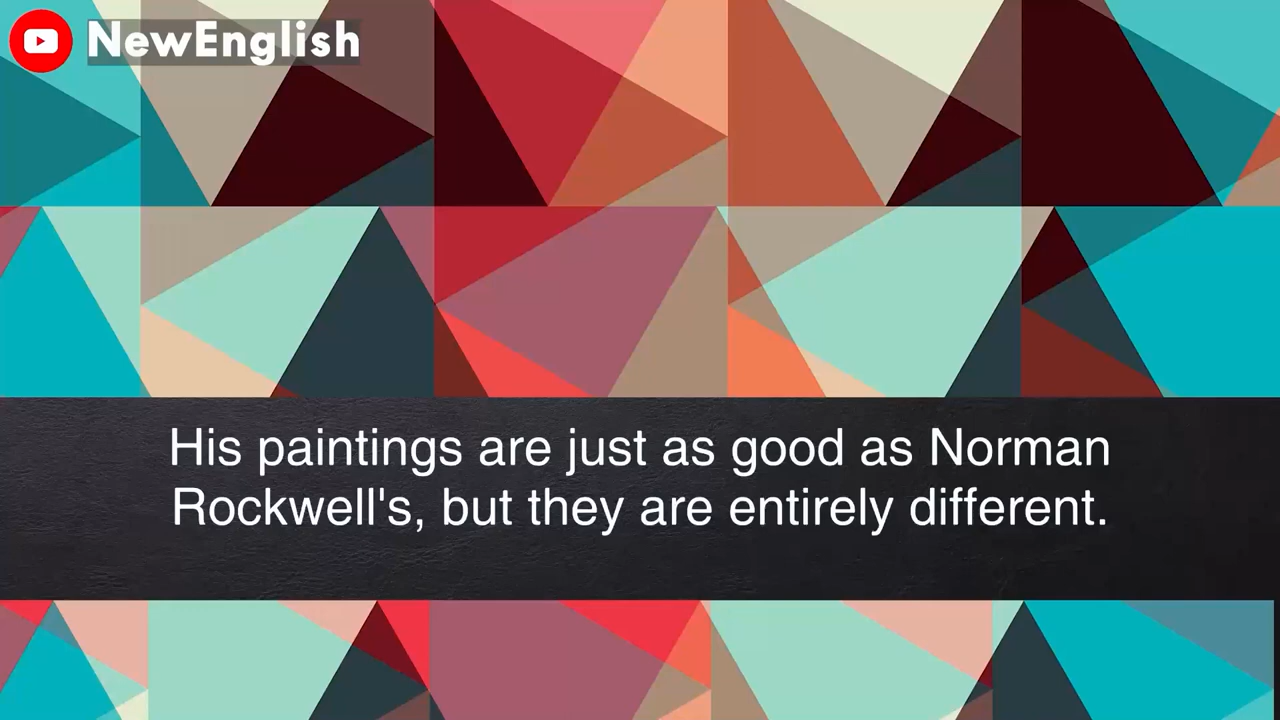 NewEnglish
His paintings are just as good as Norman
Rockwell's, but they are entirely different.